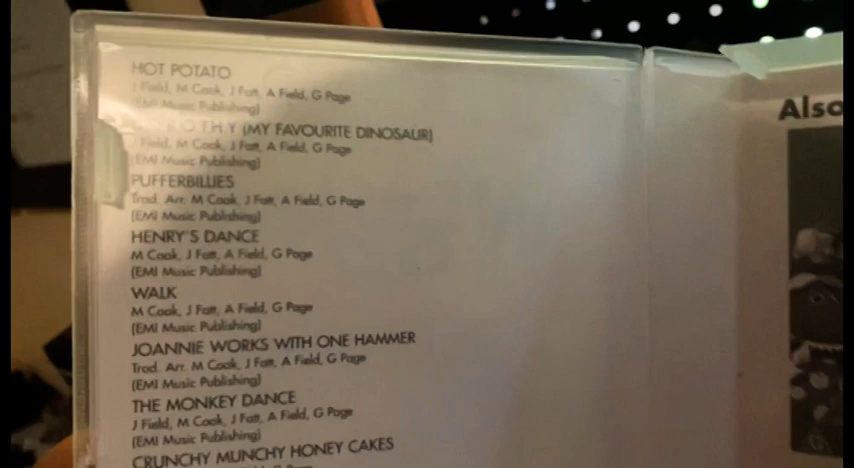 HOT POTATO
J Field, M Cook, J Fatt, A Field, G Page
(EMI Music Publishing)
(MY FAVOURITE DINOSAUR)
Field, M Cook, J Fatt, A Field, G Page
(EMI Music Publishing)
PUFFERBILLIES
Trad. Arr. M Cook, J Fatt, A Field, G Page
(EMI Music Publishing)
HENRY'S DANCE
M Cook, J Fatt, A Field, G Page
(EMI Music Publishing)
WALK
M Cook, J Fatt, A Field, G Page
(EMI Music Publishing)
JOANNIE WORKS WITH ONE HAMMER
Trad. Arr. M Cook, J Fatt, A Field, G Page
(EMI Music Publishing)
THE MONKEY DANCE
J Field, M Cook, J Fatt, A Field, G Page
(EMI Music Publishing)
CRUNCHY MUNCHY HONEY CAKES
Also